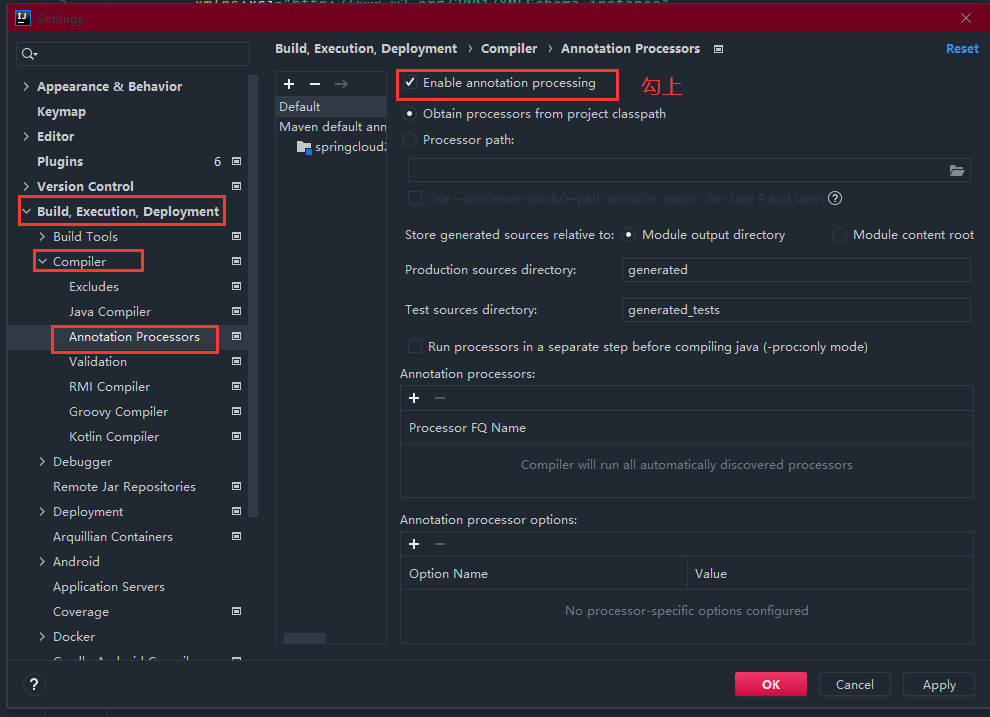 Settings
Build, Execution, Deployment › Compiler › Annotation Processors
Reset
Appearance & Behavior
Keymap
Editor
Plugins 6
Version Control
Build, Execution, Deployment
Build Tools
Compiler
Excludes
Java Compiler
Annotation Processors
Validation
RMI Compiler
Groovy Compiler
Kotlin Compiler
Debugger
Remote Jar Repositories
Deployment
Arquillian Containers
Android
Application Servers
Coverage
Docker
Default
Maven default ann
springcloud2
Enable annotation processing
勾上
Obtain processors from project classpath
Processor path:
Use --processor-module-path compiler option (for Java 9 and later)
?
Store generated sources relative to: Module output directory Module content root
Production sources directory: generated
Test sources directory: generated_tests
Run processors in a separate step before compiling java (-proc:only mode)
Annotation processors:
Processor FQ Name
Compiler will run all automatically discovered processors
Annotation processor options:
Option Name Value
No processor-specific options configured
?
OK Cancel Apply